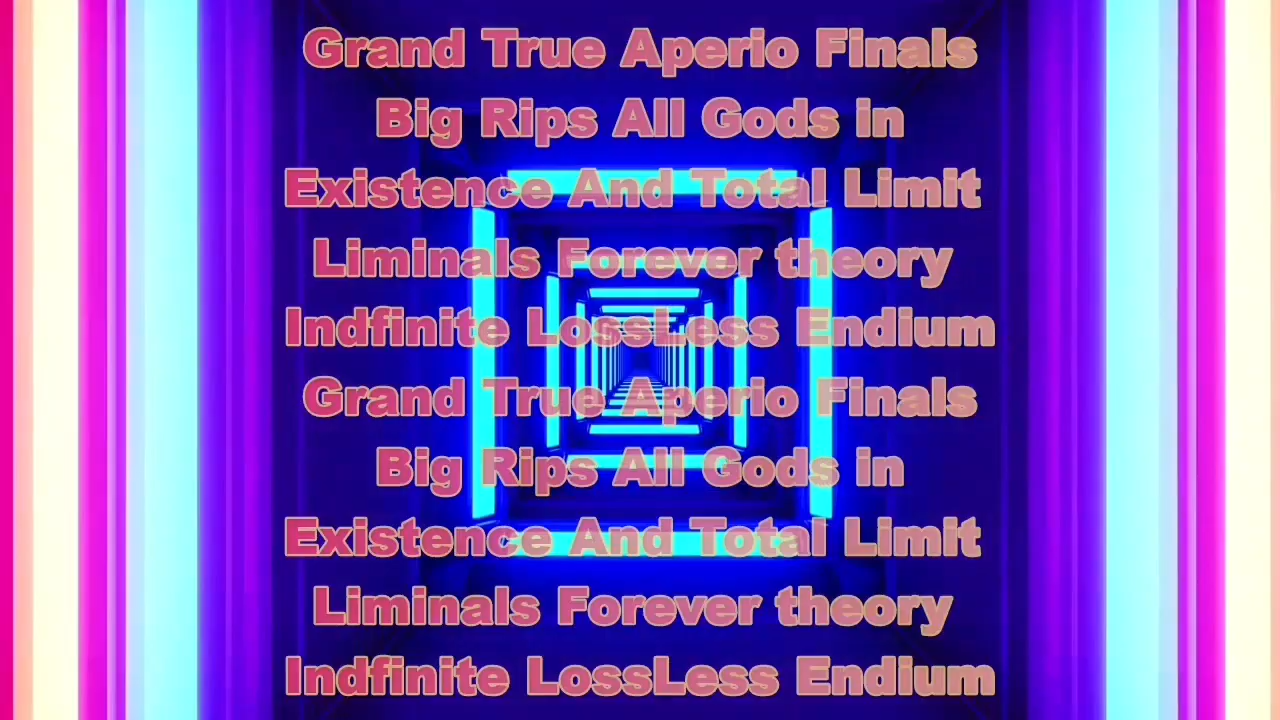 Grand True Aperio Finals
Big Rips All Gods in
Existence And Total Limit
Liminals Forever theory
Indfinite LossLess Endium
Grand True Aperio Finals
Big Rips All Gods in
Existence And Total Limit
Liminals Forever theory
Indfinite LossLess Endium